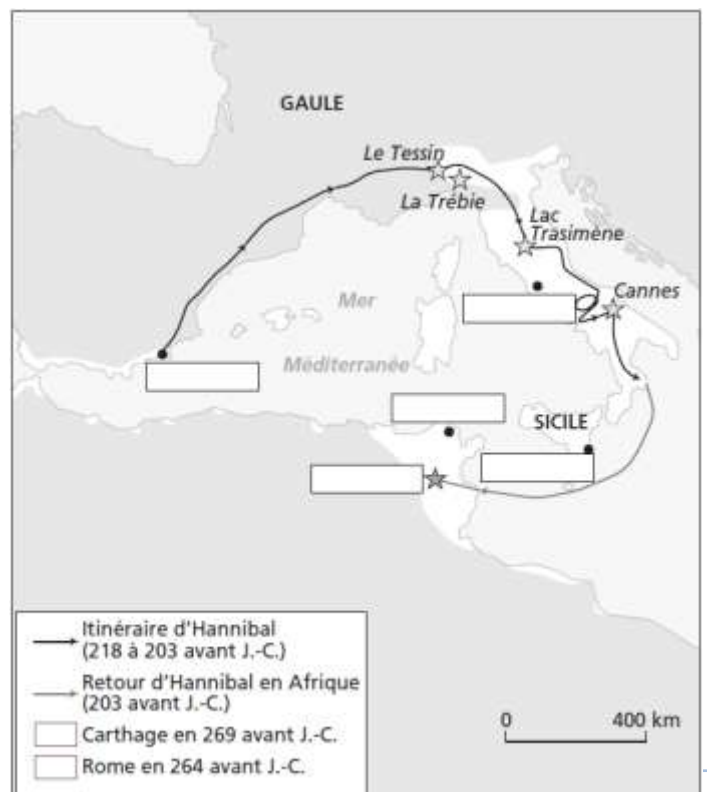 GAULE
Le Tessin
La Trébie
Lac
Trasimène
Cannes
Mer
Méditerranée
SICILE
Itinéraire d'Hannibal
(218 à 203 avant J.-C.)
Retour d'Hannibal en Afrique
(203 avant J.-C.)
Carthage en 269 avant J.-C.
Rome en 264 avant J.-C.
0 400 km